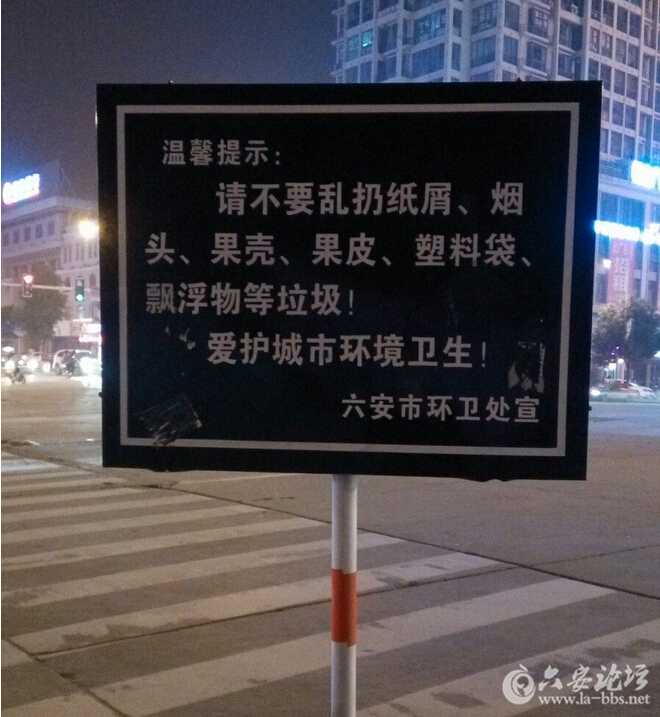 温馨提示：
请不要乱扔纸屑、烟
头、果壳、果皮、塑料袋、
飘浮物等垃圾！
爱护城市环境卫生！
六安市环卫处宣
六安论坛
www.la-bbs.net